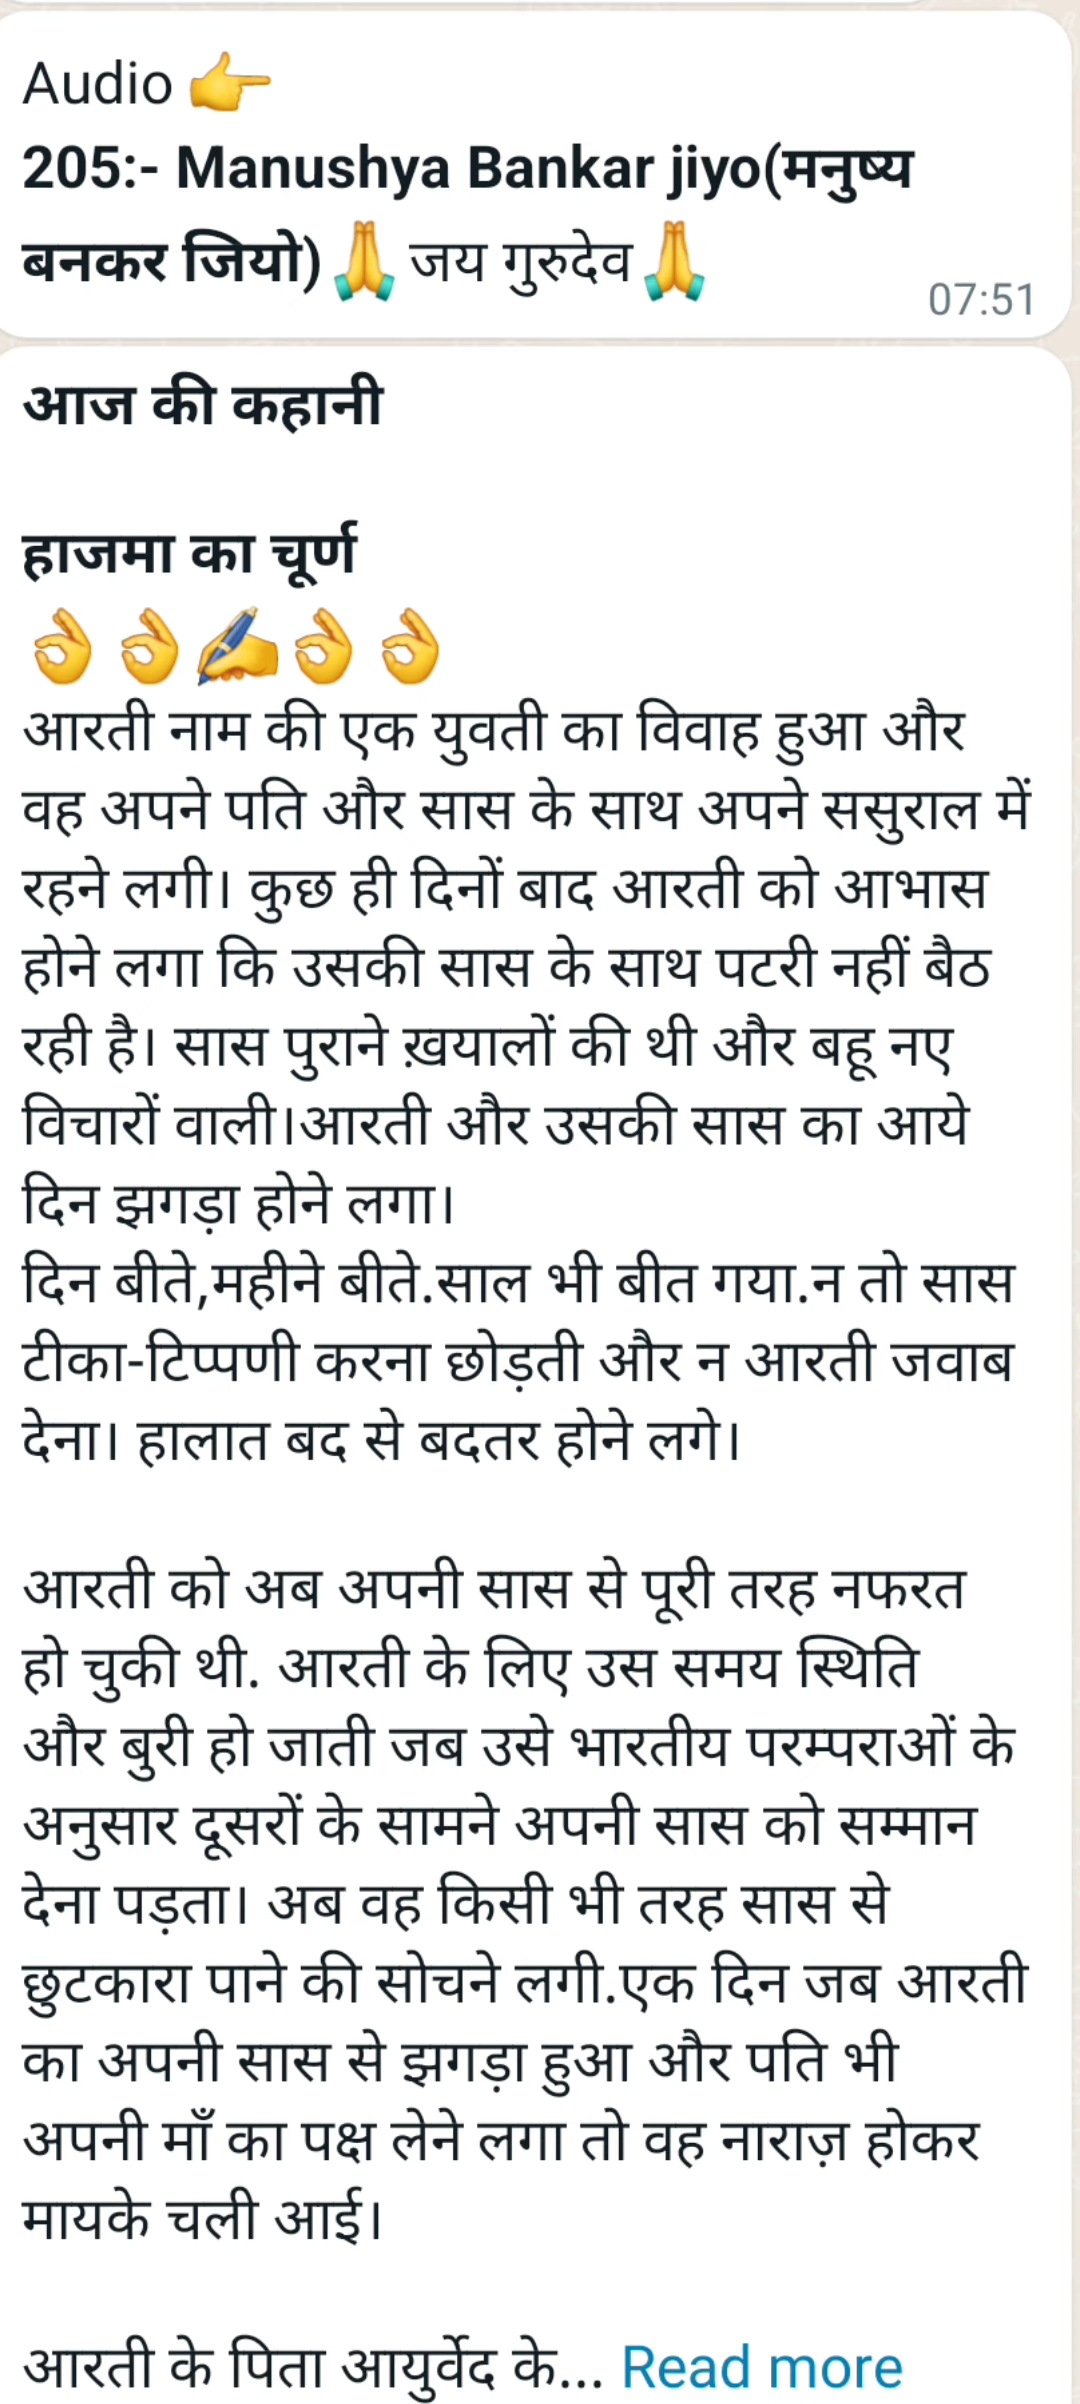 Audio 👉
205:- Manushya Bankar jiyo(मनुष्य
बनकर जियो)🙏 जय गुरुदेव🙏
07:51
आज की कहानी
हाजमा का चूर्ण
👌👌✍️👌👌
आरती नाम की एक युवती का विवाह हुआ और
वह अपने पति और सास के साथ अपने ससुराल में
रहने लगी। कुछ ही दिनों बाद आरती को आभास
होने लगा कि उसकी सास के साथ पटरी नहीं बैठ
रही है। सास पुराने ख़यालों की थी और बहू नए
विचारों वाली।आरती और उसकी सास का आये
दिन झगड़ा होने लगा।
दिन बीते,महीने बीते.साल भी बीत गया.न तो सास
टीका-टिप्पणी करना छोड़ती और न आरती जवाब
देना। हालात बद से बदतर होने लगे।
आरती को अब अपनी सास से पूरी तरह नफरत
हो चुकी थी. आरती के लिए उस समय स्थिति
और बुरी हो जाती जब उसे भारतीय परम्पराओं के
अनुसार दूसरों के सामने अपनी सास को सम्मान
देना पड़ता। अब वह किसी भी तरह सास से
छुटकारा पाने की सोचने लगी.एक दिन जब आरती
का अपनी सास से झगड़ा हुआ और पति भी
अपनी माँ का पक्ष लेने लगा तो वह नाराज़ होकर
मायके चली आई।
आरती के पिता आयुर्वेद के... Read more